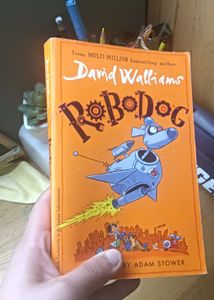 from MULTI-MILLION bestselling author
David Walliams
ROBODOG
BY ADAM STOWER